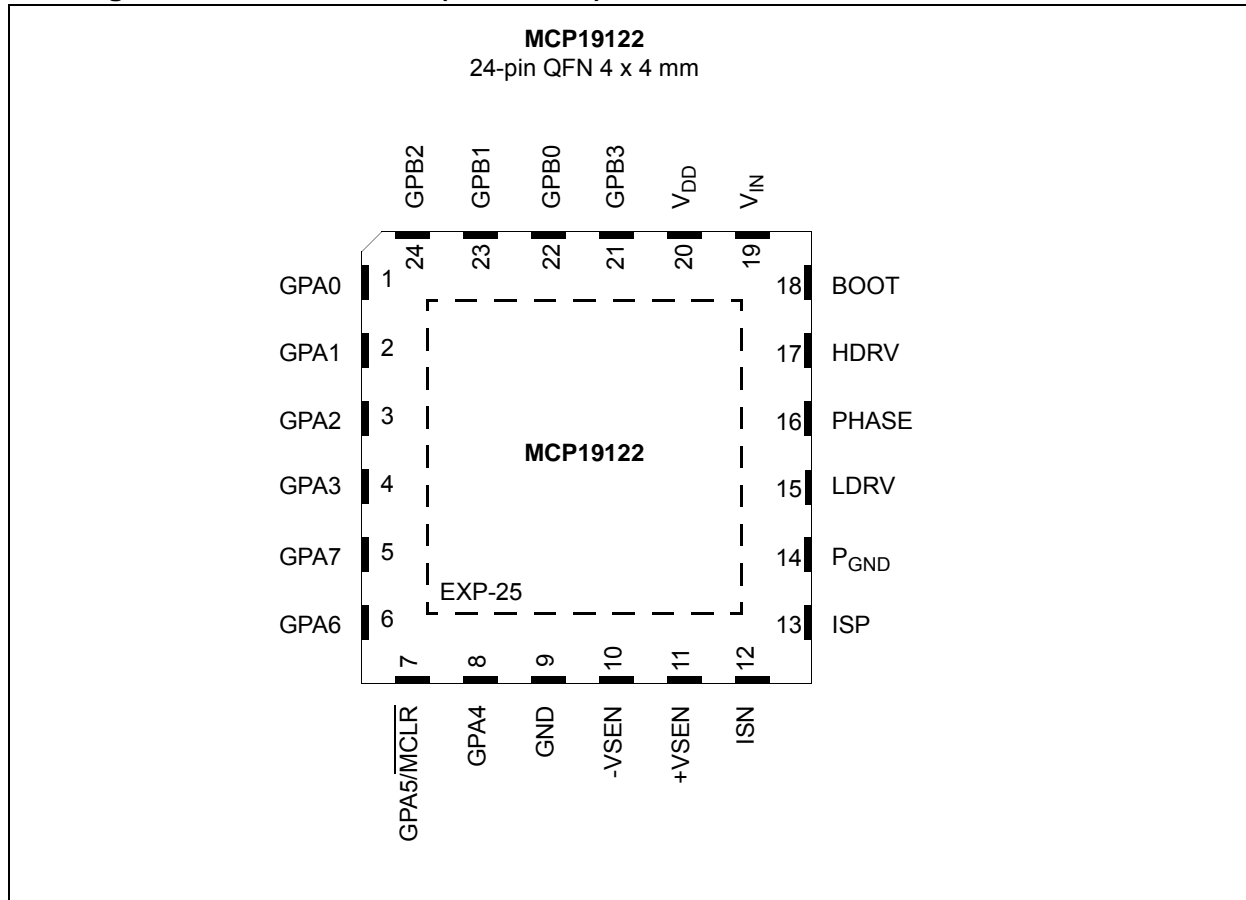 MCP19122
24-pin QFN 4 x 4 mm
GPB2
GPB1
GPB0
GPB3
VDD
VIN
24
23
22
21
20
19
GPA0
1
18
BOOT
GPA1
2
17
HDRV
GPA2
3
16
PHASE
MCP19122
GPA3
4
15
LDRV
GPA7
5
14
PGND
EXP-25
GPA6
6
13
ISP
7
8
9
10
11
12
GPA5/MCLR
GPA4
GND
-VSEN
+VSEN
ISN